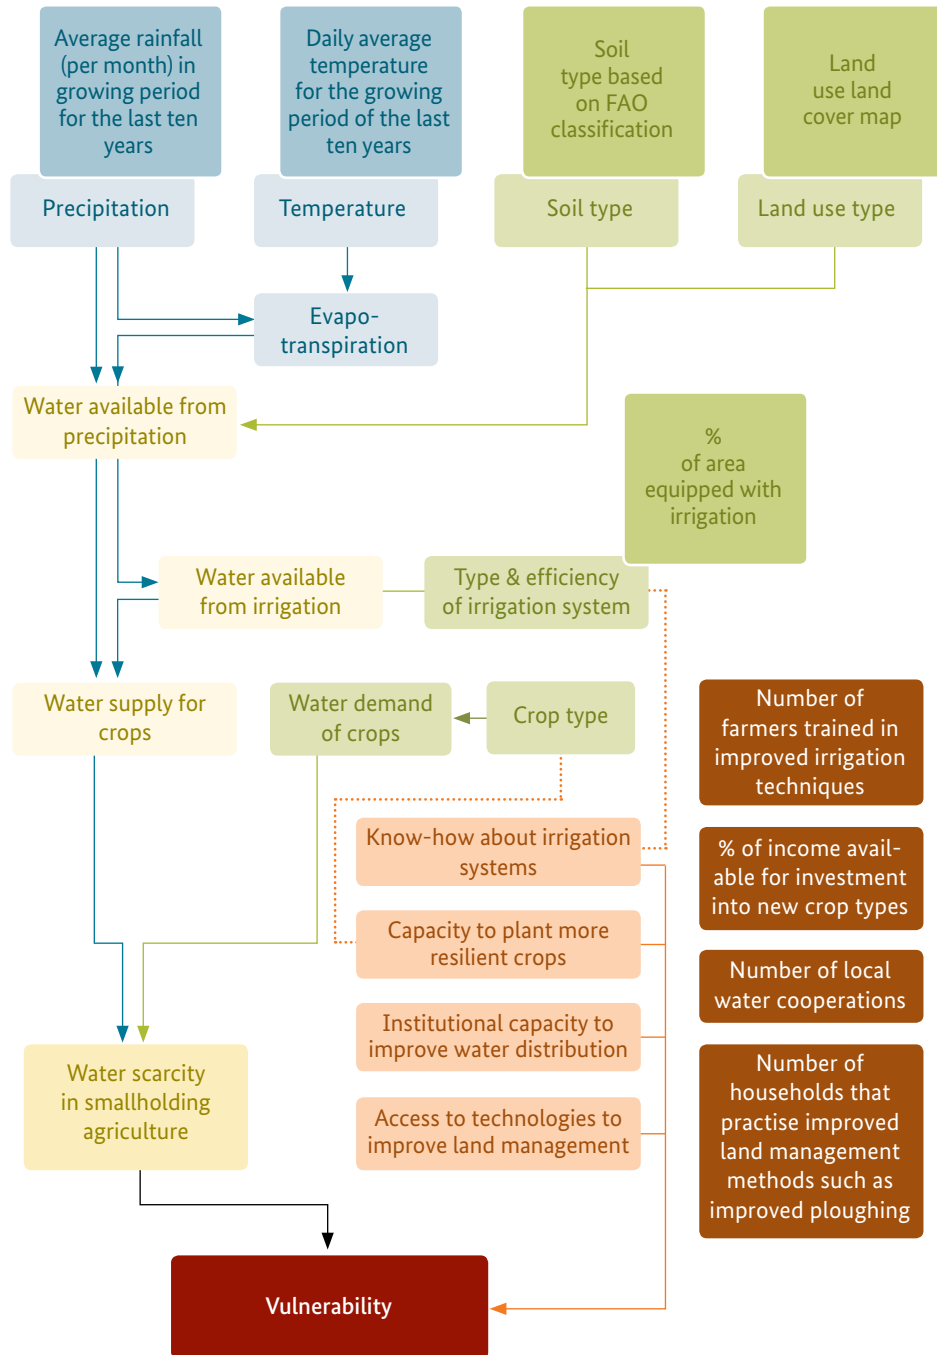 Average rainfall
(per month) in
growing period
for the last ten
years
Daily average
temperature
for the growing
period of the last
ten years
Soil
type based
on FAO
classification
Land
use land
cover map
Precipitation
Temperature
Soil type
Land use type
Evapo-
transpiration
Water available from
precipitation
%
of area
equipped with
irrigation
Water available
from irrigation
Type & efficiency
of irrigation system
Water supply for
crops
Water demand
of crops
Crop type
Number of
farmers trained in
improved irrigation
techniques
Know-how about irrigation
systems
% of income avail-
able for investment
into new crop types
Capacity to plant more
resilient crops
Number of local
water cooperations
Institutional capacity to
improve water distribution
Water scarcity
in smallholding
agriculture
Access to technologies to
improve land management
Number of
households that
practise improved
land management
methods such as
improved ploughing
Vulnerability